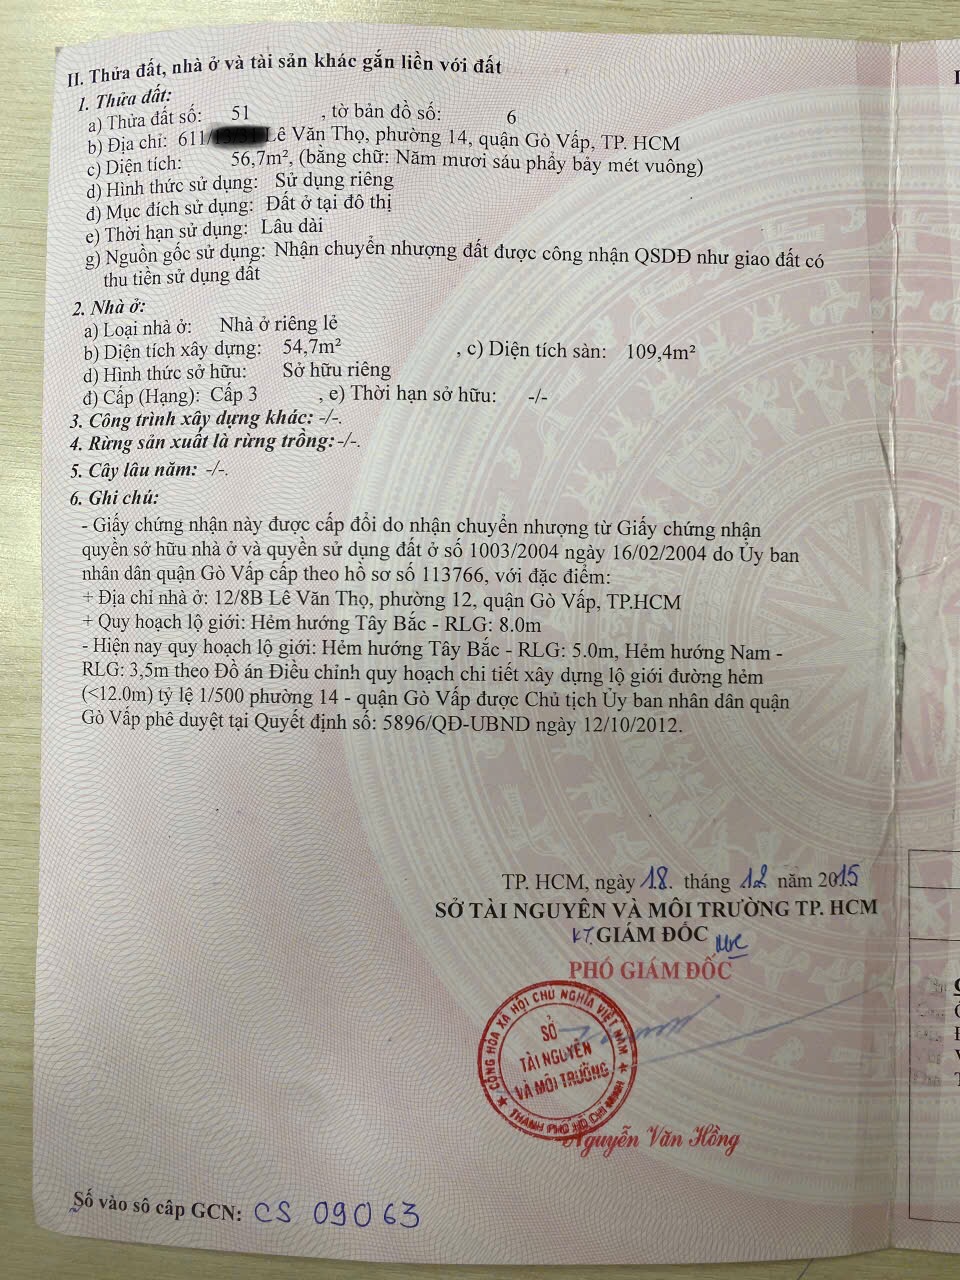 II. Thửa đất, nhà ở và tài sản khác gắn liền với đất
1. Thửa đất:
a) Thửa đất số: 51 , tờ bản đồ số: 6
b) Địa chỉ: 611/ Lê Văn Thọ, phường 14, quận Gò Vấp, TP. HCM
c) Diện tích: 56,7m², (bằng chữ: Năm mươi sáu phẩy bảy mét vuông)
d) Hình thức sử dụng: Sử dụng riêng
đ) Mục đích sử dụng: Đất ở tại đô thị
e) Thời hạn sử dụng: Lâu dài
g) Nguồn gốc sử dụng: Nhận chuyển nhượng đất được công nhận QSDĐ như giao đất có
thu tiền sử dụng đất
2. Nhà ở:
a) Loại nhà ở: Nhà ở riêng lẻ
b) Diện tích xây dựng: 54,7m² , c) Diện tích sàn: 109,4m²
d) Hình thức sở hữu: Sở hữu riêng
đ) Cấp (Hạng): Cấp 3 , e) Thời hạn sở hữu: -/-
3. Công trình xây dựng khác: -/-.
4. Rừng sản xuất là rừng trồng: -/-.
5. Cây lâu năm: -/-.
6. Ghi chú:
- Giấy chứng nhận này được cấp đổi do nhận chuyển nhượng từ Giấy chứng nhận
quyền sở hữu nhà ở và quyền sử dụng đất ở số 1003/2004 ngày 16/02/2004 do Ủy ban
nhân dân quận Gò Vấp cấp theo hồ sơ số 113766, với đặc điểm:
+ Địa chỉ nhà ở: 12/8B Lê Văn Thọ, phường 12, quận Gò Vấp, TP.HCM
+ Quy hoạch lộ giới: Hẻm hướng Tây Bắc - RLG: 8.0m
- Hiện nay quy hoạch lộ giới: Hẻm hướng Tây Bắc - RLG: 5.0m, Hẻm hướng Nam -
RLG: 3,5m theo Đồ án Điều chỉnh quy hoạch chi tiết xây dựng lộ giới đường hẻm
(<12.0m) tỷ lệ 1/500 phường 14 - quận Gò Vấp được Chủ tịch Ủy ban nhân dân quận
Gò Vấp phê duyệt tại Quyết định số: 5896/QĐ-UBND ngày 12/10/2012.
TP. HCM, ngày 18. tháng 12 năm 2015
SỞ TÀI NGUYÊN VÀ MÔI TRƯỜNG TP. HCM
KT. GIÁM ĐỐC
PHÓ GIÁM ĐỐC
CỘNG HÒA XÃ HỘI CHỦ NGHĨA VIỆT NAM
SỞ
TÀI NGUYÊN
VÀ MÔI TRƯỜNG
THÀNH PHỐ HỒ CHÍ MINH
Nguyễn Văn Hồng
Số vào sổ cấp GCN: CS 09063